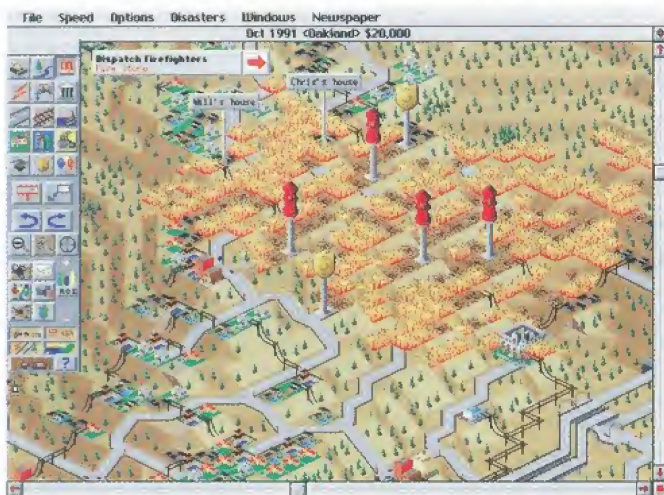 File Speed Options Disasters Windows Newspaper
Oct 1991 <Oakland> $20,000
Dispatch Firefighters
Chris's house
Will's house
?